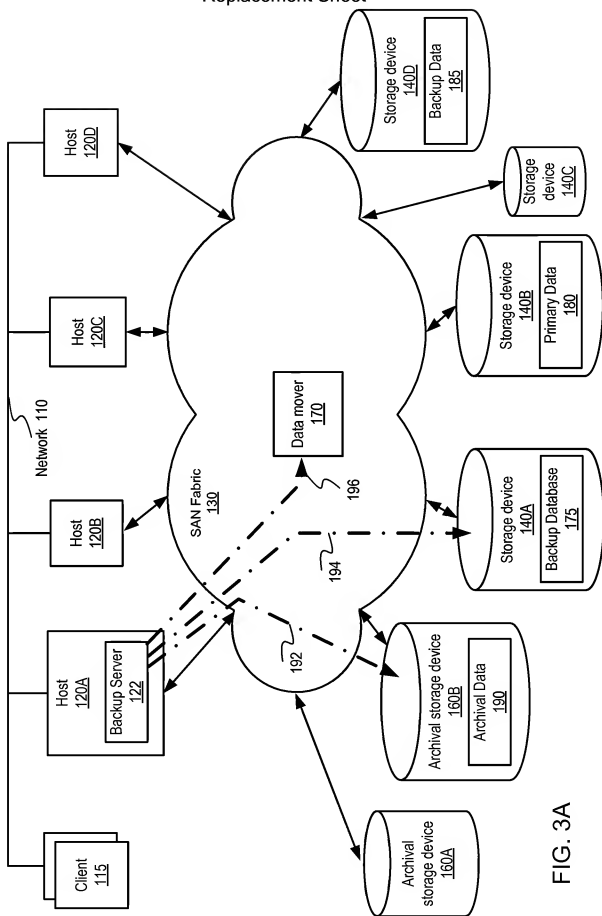 Replacement Sheet
Network 110
Client
115
Host
120A
Backup Server
122
Host
120B
Host
120C
Host
120D
SAN Fabric
130
Data mover
170
192
194
196
Archival
storage device
160A
Archival storage device
160B
Archival Data
190
Storage device
140A
Backup Database
175
Storage device
140B
Primary Data
180
Storage
device
140C
Storage device
140D
Backup Data
185
FIG. 3A